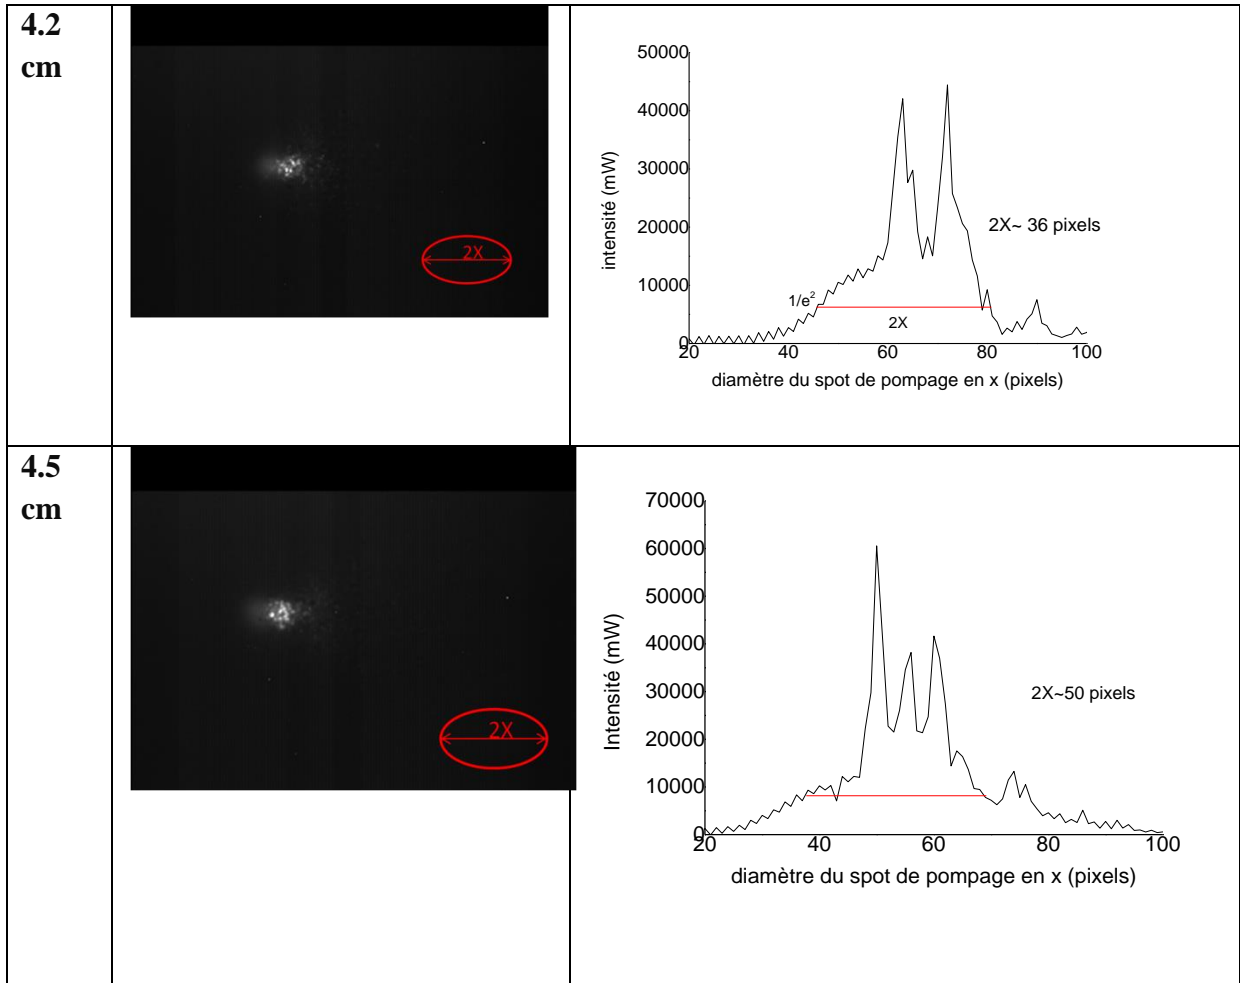 4.2
cm
2X
50000
40000
30000
20000
10000
0
20
40
60
80
100
intensité (mW)
2X~ 36 pixels
1/e²
2X
diamètre du spot de pompage en x (pixels)
4.5
cm
2X
70000
60000
50000
40000
30000
20000
10000
0
20
40
60
80
100
Intensité (mW)
2X~50 pixels
diamètre du spot de pompage en x (pixels)